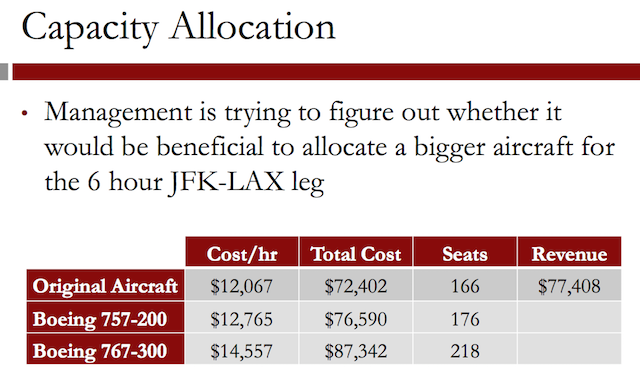 Capacity Allocation
• Management is trying to figure out whether it
would be beneficial to allocate a bigger aircraft for
the 6 hour JFK-LAX leg
Cost/hr Total Cost Seats Revenue
Original Aircraft $12,067 $72,402 166 $77,408
Boeing 757-200 $12,765 $76,590 176
Boeing 767-300 $14,557 $87,342 218